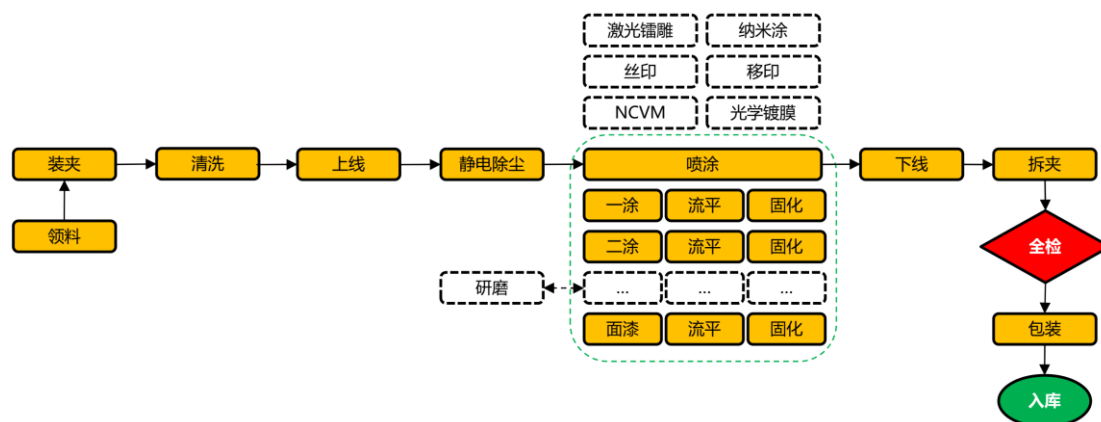 激光镭雕 纳米涂
丝印 移印
NCVM 光学镀膜
装夹 清洗 上线 静电除尘 喷涂 下线 拆夹
一涂 流平 固化
领料
二涂 流平 固化
全检
研磨 ... ... ...
面漆 流平 固化
包装
入库